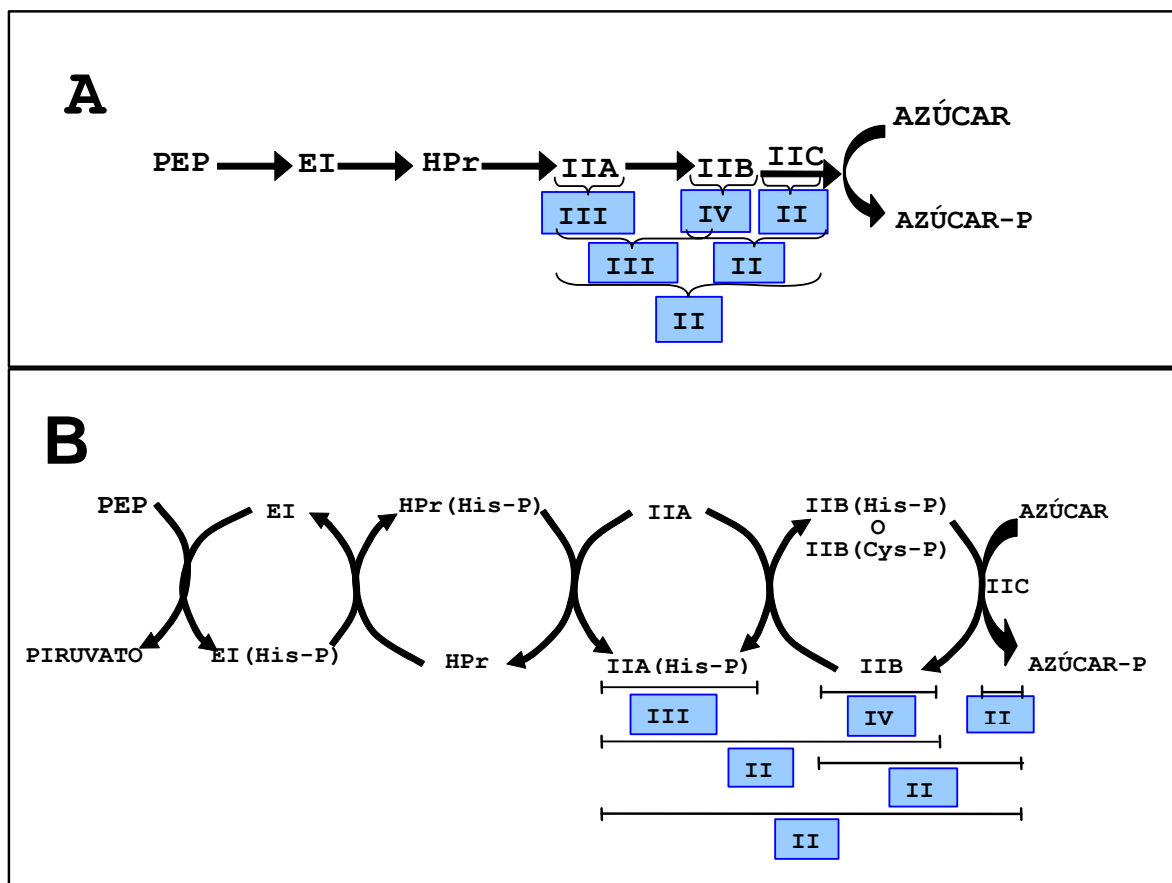 A
AZÚCAR
PEP EI HPr IIA IIB IIC
III IV II
AZÚCAR-P
III II
II
B
PEP EI HPr(His-P) IIA IIB(His-P) AZÚCAR
O
IIB(Cys-P)
IIC
PIRUVATO EI(His-P) HPr IIA(His-P) IIB AZÚCAR-P
III IV II
II
II
II